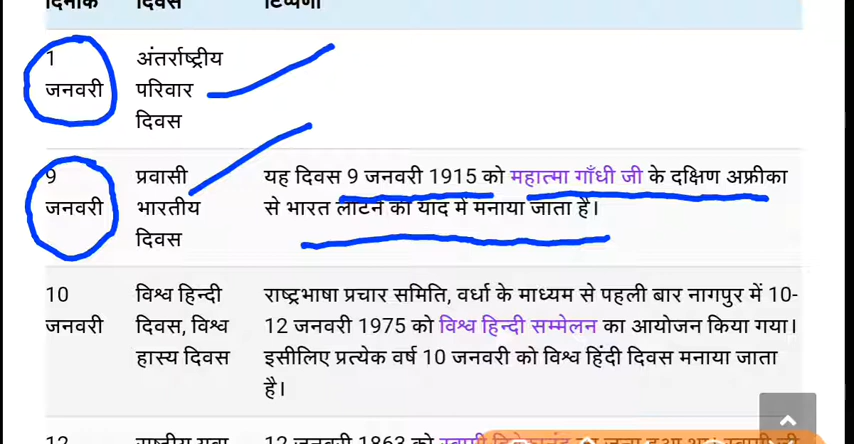 दिनांक दिवस टिप्पणी
1 अंतर्राष्ट्रीय
जनवरी परिवार
दिवस
9 प्रवासी यह दिवस 9 जनवरी 1915 को महात्मा गाँधी जी के दक्षिण अफ्रीका
जनवरी भारतीय से भारत लौटने की याद में मनाया जाता है।
दिवस
10 विश्व हिन्दी राष्ट्रभाषा प्रचार समिति, वर्धा के माध्यम से पहली बार नागपुर में 10-
जनवरी दिवस, विश्व 12 जनवरी 1975 को विश्व हिन्दी सम्मेलन का आयोजन किया गया।
हास्य दिवस इसीलिए प्रत्येक वर्ष 10 जनवरी को विश्व हिंदी दिवस मनाया जाता
है।
12 राष्ट्रीय युवा 12 जनवरी 1863 को स्वामी